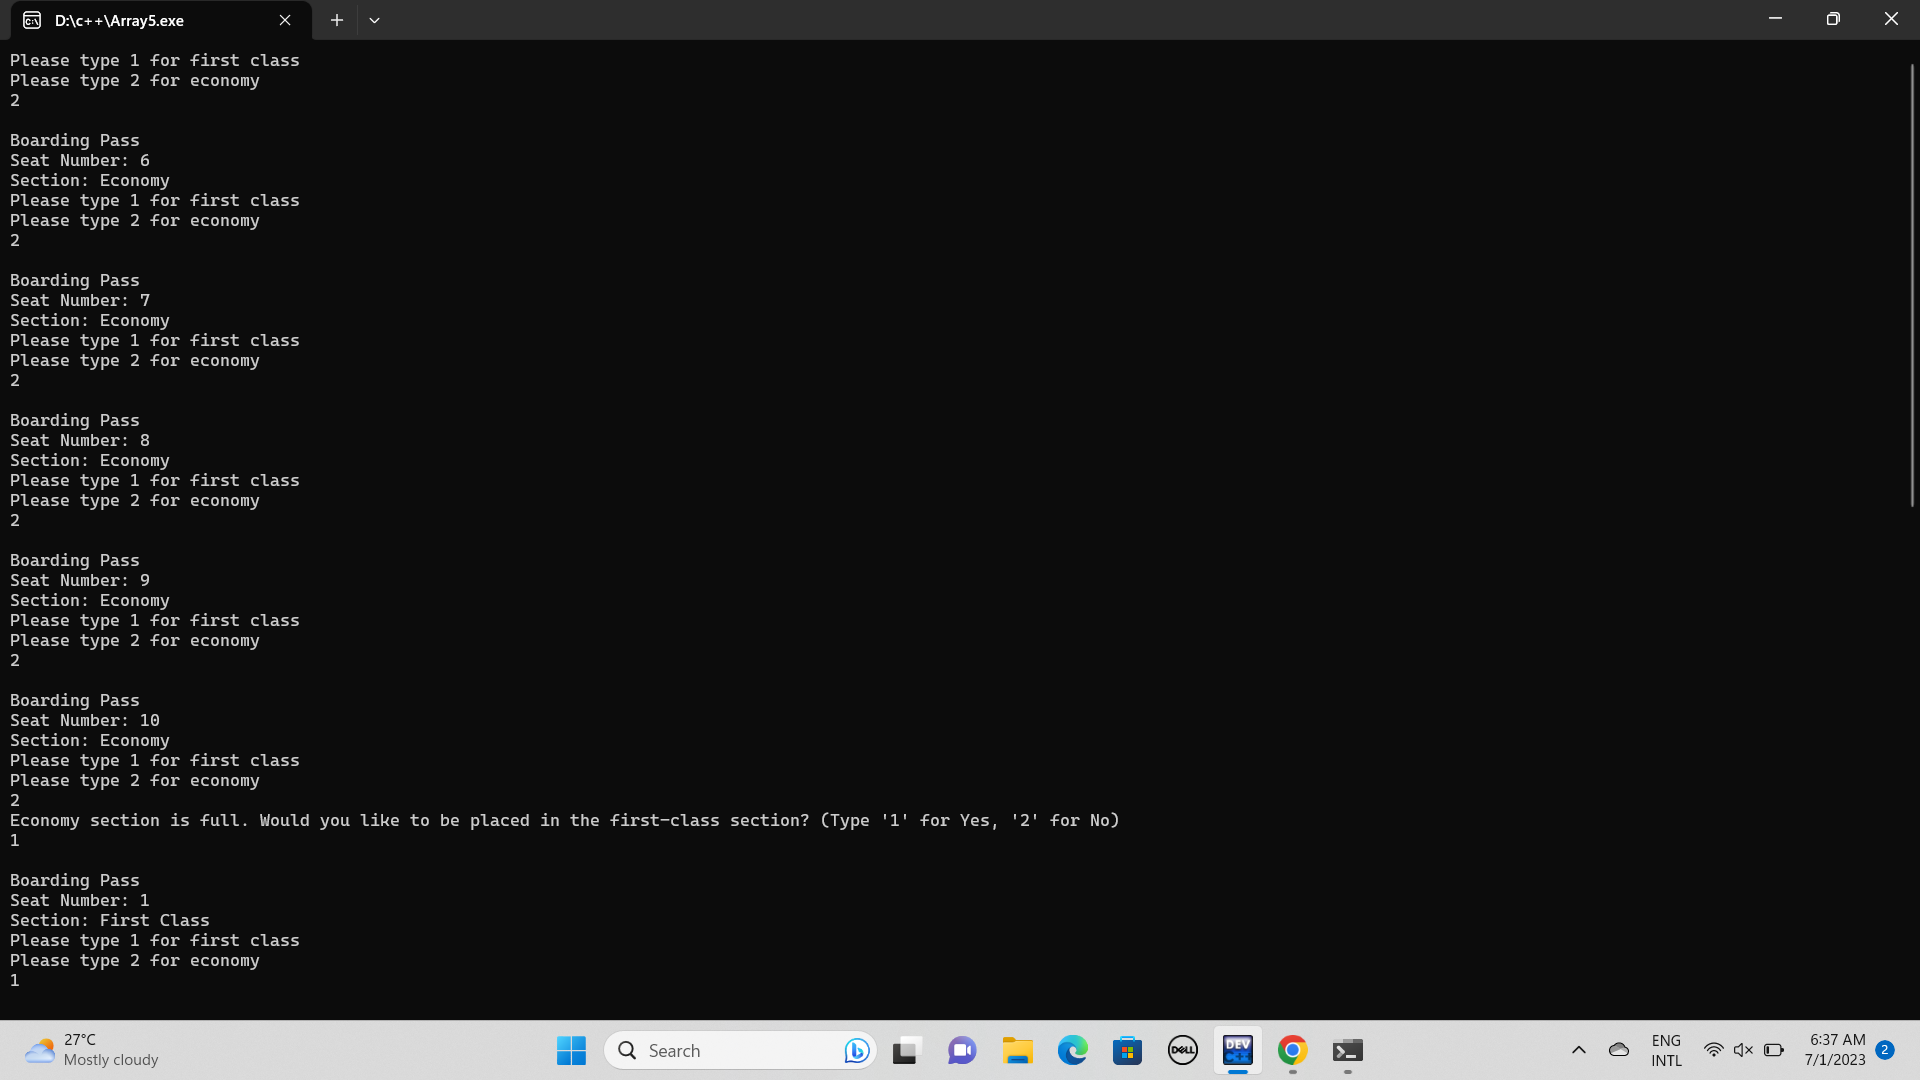 D:\c++\Array5.exe
Please type 1 for first class
Please type 2 for economy
2
Boarding Pass
Seat Number: 6
Section: Economy
Please type 1 for first class
Please type 2 for economy
2
Boarding Pass
Seat Number: 7
Section: Economy
Please type 1 for first class
Please type 2 for economy
2
Boarding Pass
Seat Number: 8
Section: Economy
Please type 1 for first class
Please type 2 for economy
2
Boarding Pass
Seat Number: 9
Section: Economy
Please type 1 for first class
Please type 2 for economy
2
Boarding Pass
Seat Number: 10
Section: Economy
Please type 1 for first class
Please type 2 for economy
2
Economy section is full. Would you like to be placed in the first-class section? (Type '1' for Yes, '2' for No)
1
Boarding Pass
Seat Number: 1
Section: First Class
Please type 1 for first class
Please type 2 for economy
1
27°C
Mostly cloudy
Search
DELL
DEV
C++
ENG
INTL
6:37 AM
7/1/2023
2